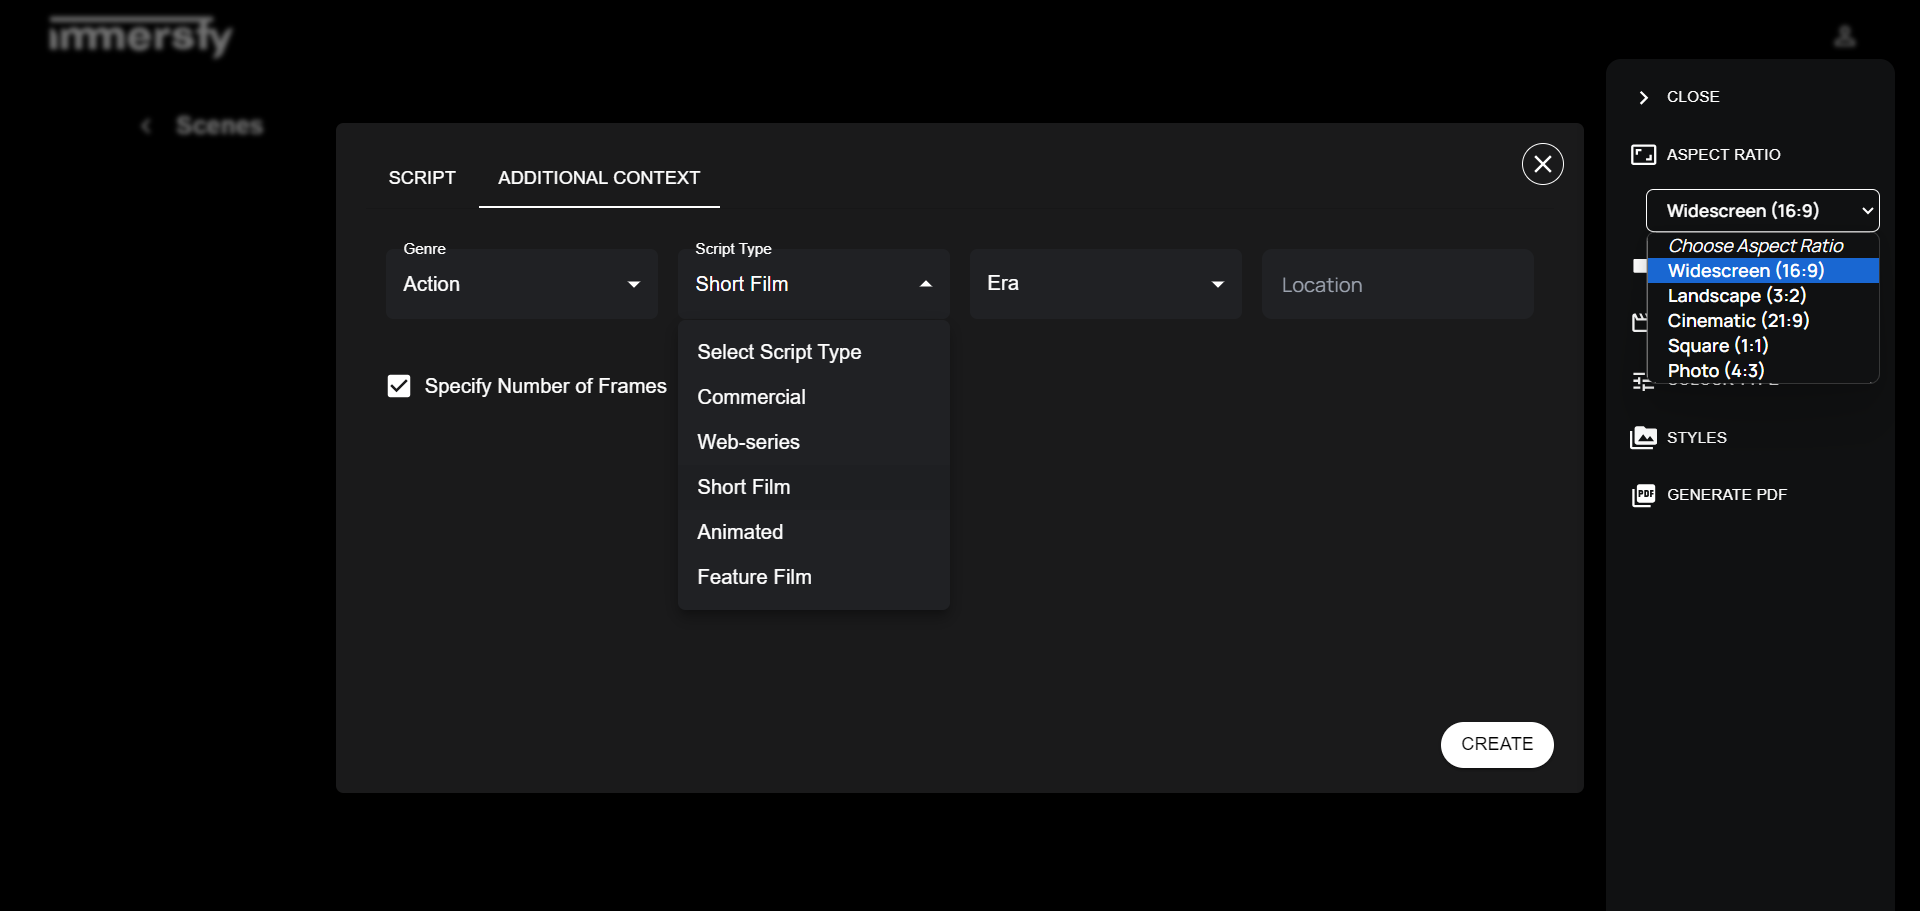 immersfy
Scenes
SCRIPT
ADDITIONAL CONTEXT
Genre
Action
Script Type
Short Film
Era
Location
Select Script Type
Commercial
Web-series
Short Film
Animated
Feature Film
Specify Number of Frames
CREATE
CLOSE
ASPECT RATIO
Widescreen (16:9)
Choose Aspect Ratio
Widescreen (16:9)
Landscape (3:2)
Cinematic (21:9)
Square (1:1)
Photo (4:3)
STYLES
PDF
GENERATE PDF